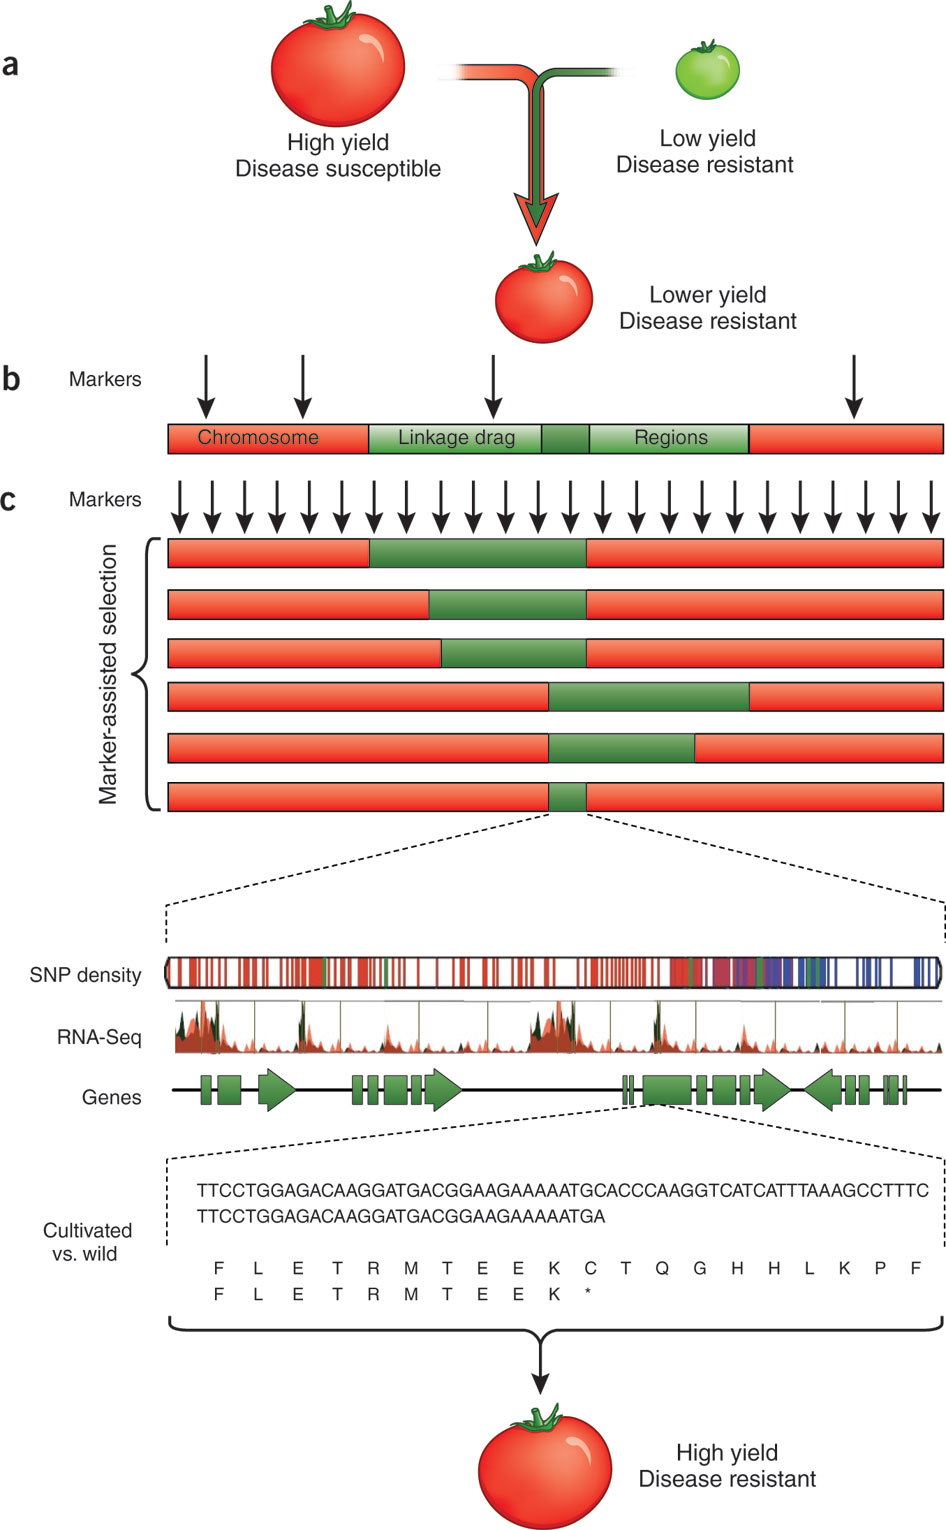 a
High yield
Disease susceptible
Low yield
Disease resistant
Lower yield
Disease resistant
b
Markers
Chromosome
Linkage drag
Regions
c
Markers
Marker-assisted selection
SNP density
RNA-Seq
Genes
Cultivated
vs. wild
TTCCTGGAGACAAGGATGACGGAAGAAAAATGCACCCAAGGTCATCATTTAAAGCCTTTC
TTCCTGGAGACAAGGATGACGGAAGAAAAATGA
F L E T R M T E E K C T Q G H H L K P F
F L E T R M T E E K *
High yield
Disease resistant